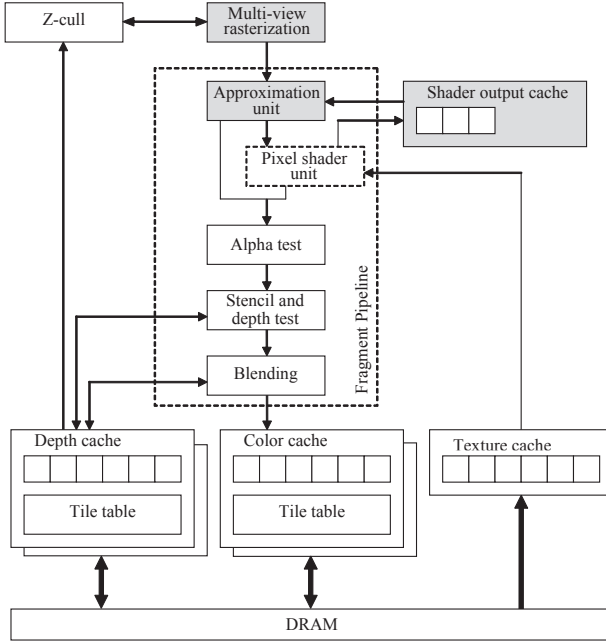 Z-cull
Multi-view
rasterization
Approximation
unit
Shader output cache
Pixel shader
unit
Alpha test
Stencil and
depth test
Blending
Fragment Pipeline
Depth cache
Tile table
Color cache
Tile table
Texture cache
DRAM